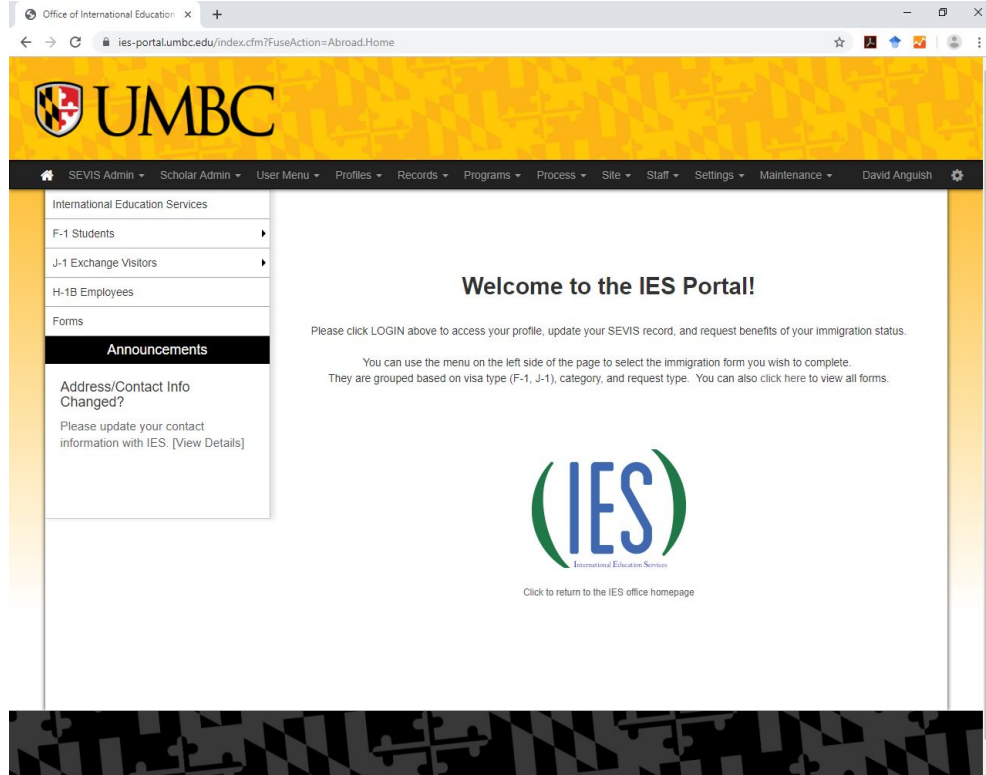 Office of International Education
ies-portal.umbc.edu/index.cfm?FuseAction=Abroad.Home
UMBC
SEVIS Admin Scholar Admin User Menu Profiles Records Programs Process Site Staff Settings Maintenance David Anguish
International Education Services
F-1 Students
J-1 Exchange Visitors
H-1B Employees
Forms
Announcements
Address/Contact Info
Changed?
Please update your contact
information with IES. [View Details]
Welcome to the IES Portal!
Please click LOGIN above to access your profile, update your SEVIS record, and request benefits of your immigration status.
You can use the menu on the left side of the page to select the immigration form you wish to complete.
They are grouped based on visa type (F-1, J-1), category, and request type. You can also click here to view all forms.
(IES)
International Education Services
Click to return to the IES office homepage